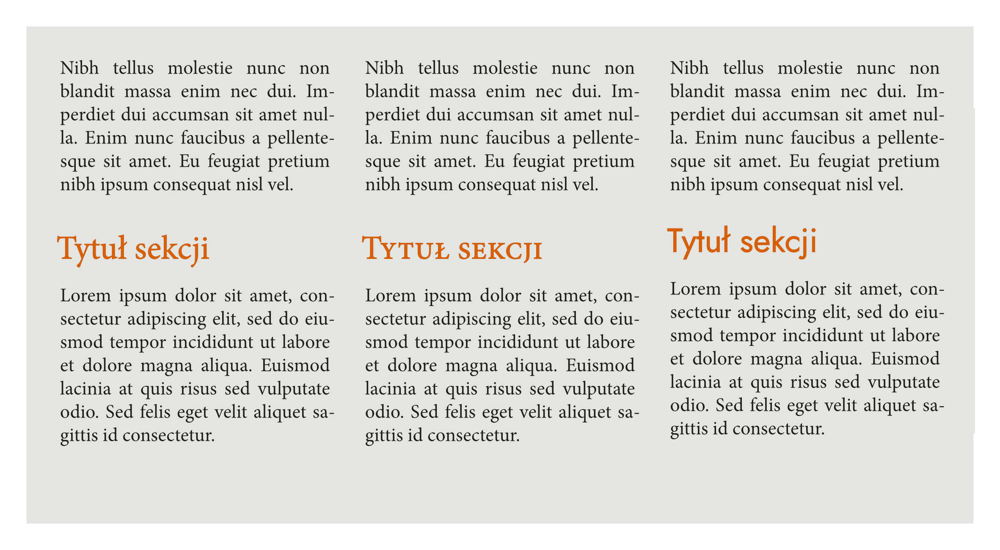 Nibh tellus molestie nunc non
blandit massa enim nec dui. Im-
perdiet dui accumsan sit amet nul-
la. Enim nunc faucibus a pellente-
sque sit amet. Eu feugiat pretium
nibh ipsum consequat nisl vel.
Tytuł sekcji
Lorem ipsum dolor sit amet, con-
sectetur adipiscing elit, sed do eiu-
smod tempor incididunt ut labore
et dolore magna aliqua. Euismod
lacinia at quis risus sed vulputate
odio. Sed felis eget velit aliquet sa-
gittis id consectetur.
Nibh tellus molestie nunc non
blandit massa enim nec dui. Im-
perdiet dui accumsan sit amet nul-
la. Enim nunc faucibus a pellente-
sque sit amet. Eu feugiat pretium
nibh ipsum consequat nisl vel.
Tytuł sekcji
Lorem ipsum dolor sit amet, con-
sectetur adipiscing elit, sed do eiu-
smod tempor incididunt ut labore
et dolore magna aliqua. Euismod
lacinia at quis risus sed vulputate
odio. Sed felis eget velit aliquet sa-
gittis id consectetur.
Nibh tellus molestie nunc non
blandit massa enim nec dui. Im-
perdiet dui accumsan sit amet nul-
la. Enim nunc faucibus a pellente-
sque sit amet. Eu feugiat pretium
nibh ipsum consequat nisl vel.
Tytuł sekcji
Lorem ipsum dolor sit amet, con-
sectetur adipiscing elit, sed do eiu-
smod tempor incididunt ut labore
et dolore magna aliqua. Euismod
lacinia at quis risus sed vulputate
odio. Sed felis eget velit aliquet sa-
gittis id consectetur.